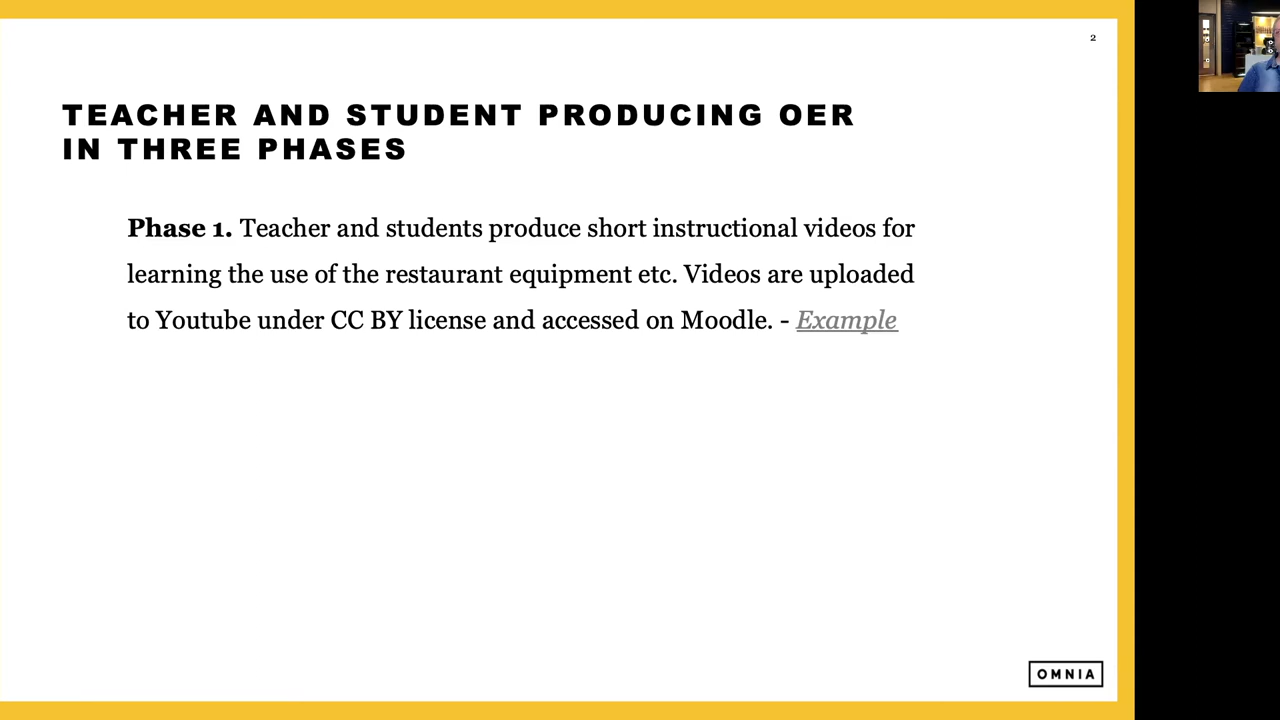 2
TEACHER AND STUDENT PRODUCING OER
IN THREE PHASES
Phase 1. Teacher and students produce short instructional videos for
learning the use of the restaurant equipment etc. Videos are uploaded
to Youtube under CC BY license and accessed on Moodle. - Example
OMNIA